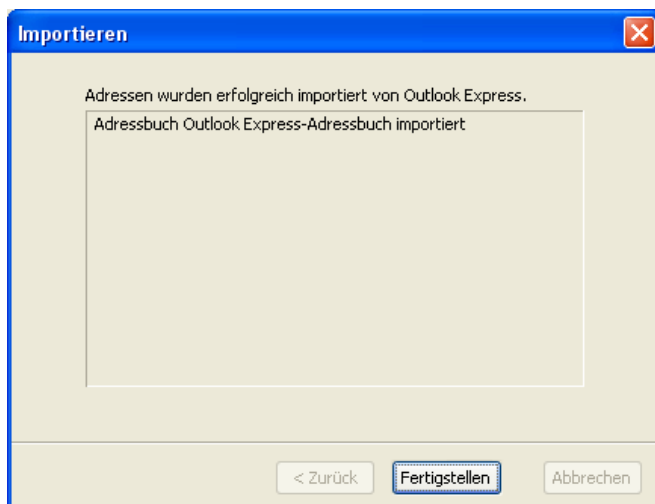 Importieren
Adressen wurden erfolgreich importiert von Outlook Express.
Adressbuch Outlook Express-Adressbuch importiert
< Zurück Fertigstellen Abbrechen